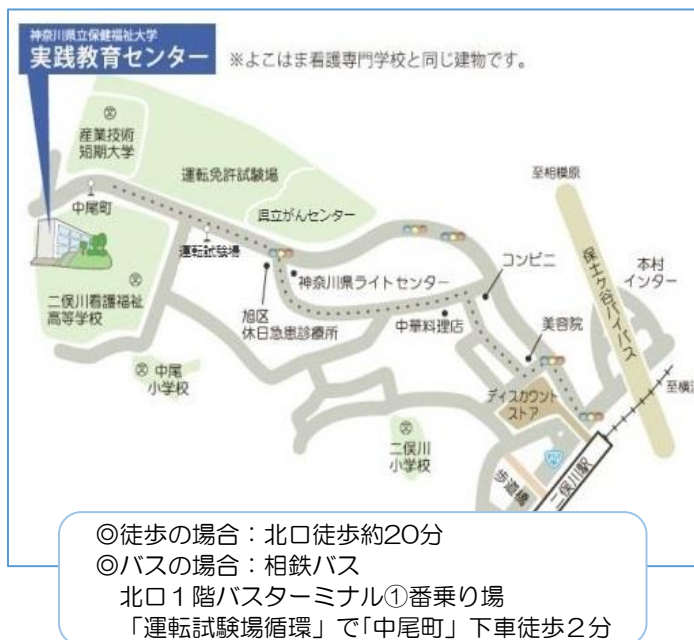 神奈川県立保健福祉大学
実践教育センター
※よこはま看護専門学校と同じ建物です。
産業技術
短期大学
運転免許試験場
至相模原
中尾町
県立がんセンター
運転試験場
コンビニ
本村
インター
保土ヶ谷バイパス
神奈川県ライトセンター
旭区
休日急患診療所
中華料理店
美容院
二俣川看護福祉
高等学校
中尾
小学校
ディスカウント
ストア
至横浜
二俣川
小学校
歩道橋
二俣川駅
◎徒歩の場合：北口徒歩約20分
◎バスの場合：相鉄バス
北口１階バスターミナル①番乗り場
「運転試験場循環」で「中尾町」下車徒歩２分